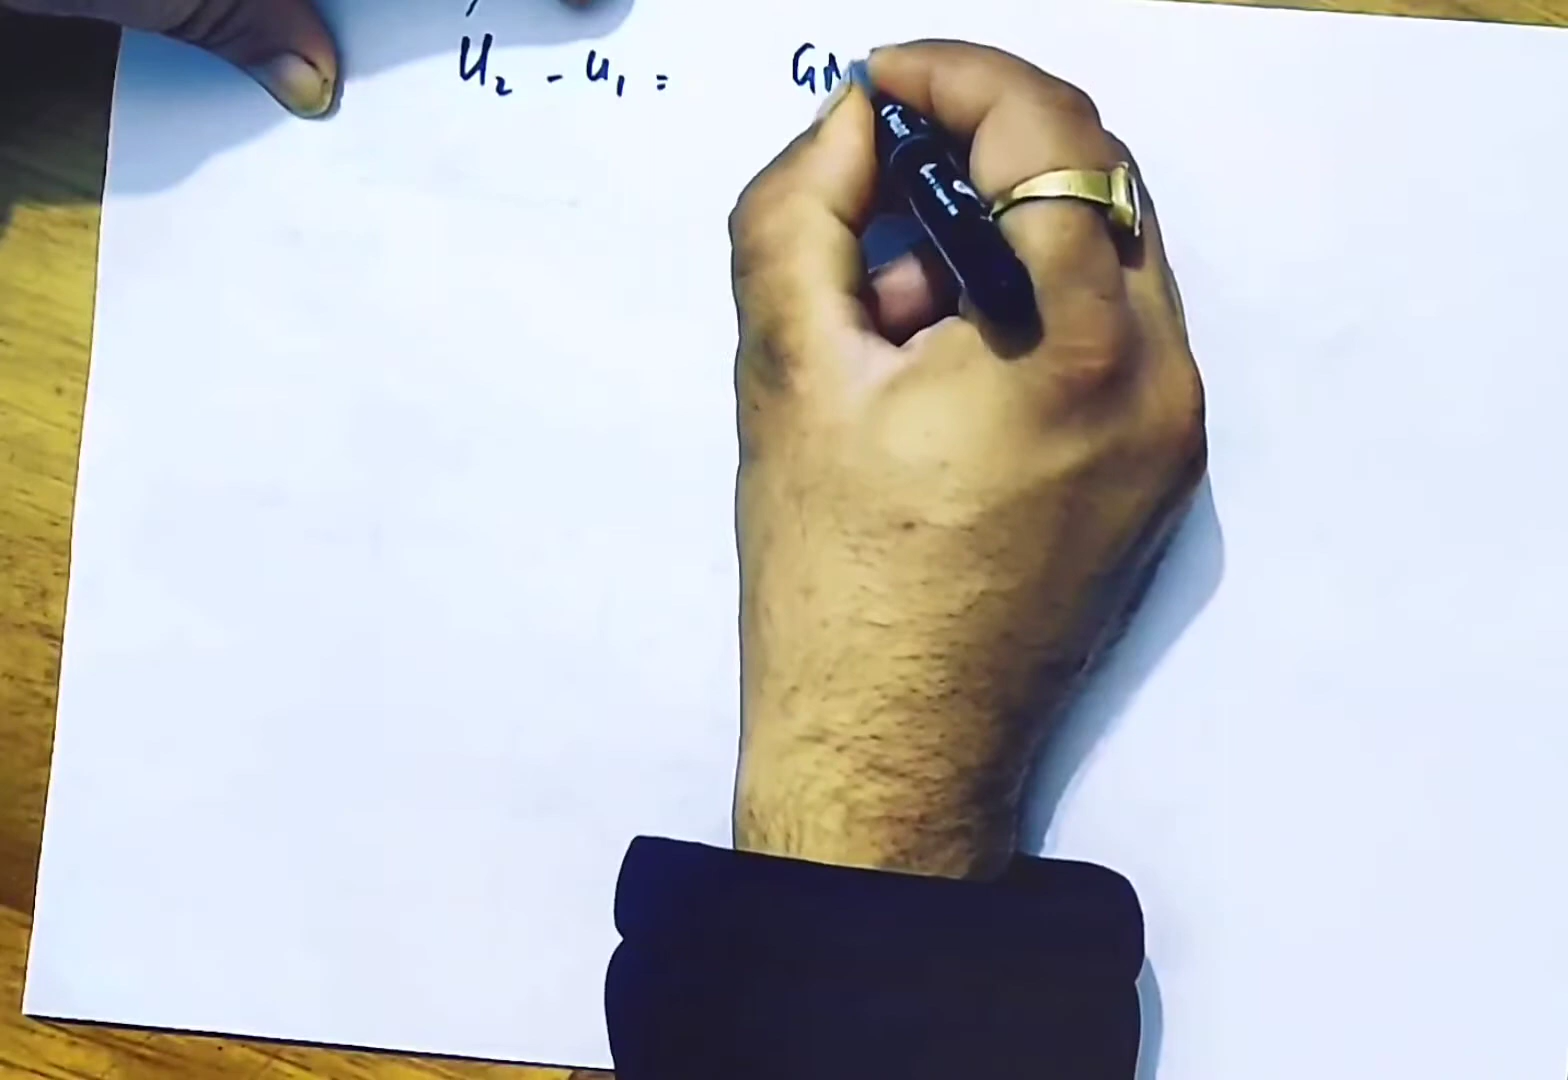 U₂ - U₁ = GM